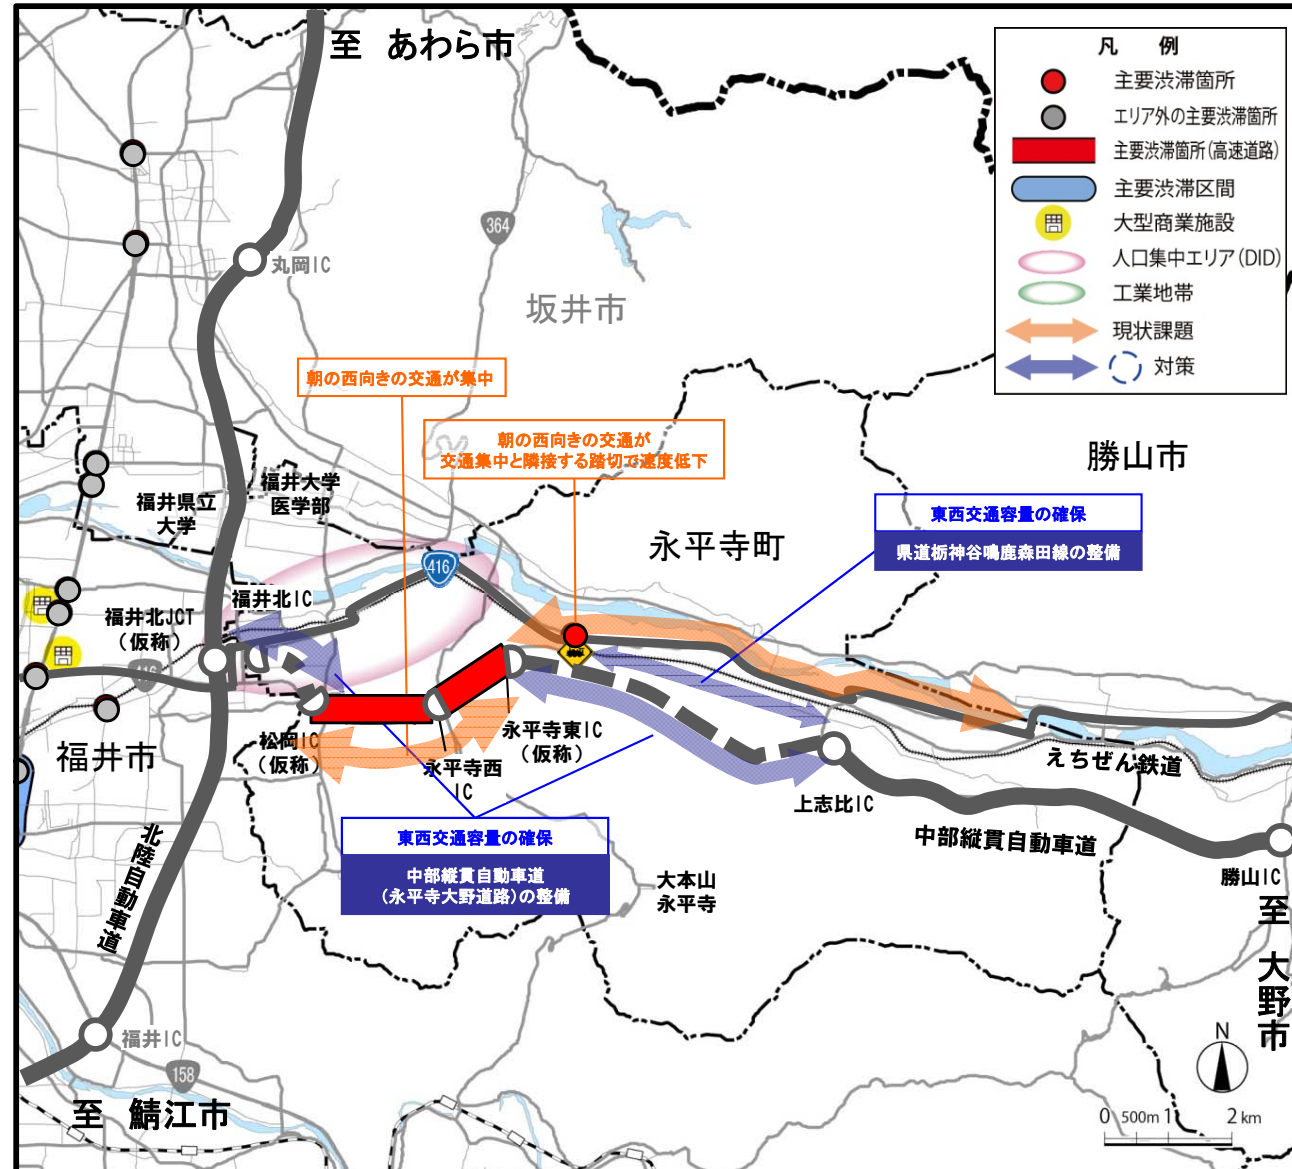 至 あわら市
凡 例
主要渋滞箇所
エリア外の主要渋滞箇所
主要渋滞箇所(高速道路)
主要渋滞区間
大型商業施設
人口集中エリア(DID)
工業地帯
現状課題
対策
364
丸岡IC
坂井市
朝の西向きの交通が集中
朝の西向きの交通が
交通集中と隣接する踏切で速度低下
勝山市
福井県立
大学
福井大学
医学部
東西交通容量の確保
県道栃神谷鳴鹿森田線の整備
永平寺町
416
福井北IC
福井北JCT
(仮称)
416
福井市
松岡IC
(仮称)
永平寺西
IC
永平寺東IC
(仮称)
えちぜん鉄道
上志比IC
中部縦貫自動車道
勝山IC
東西交通容量の確保
中部縦貫自動車道
(永平寺大野道路)の整備
大本山
永平寺
北陸自動車道
至 大野市
福井IC
158
至 鯖江市
N
0 500m 1 2 km